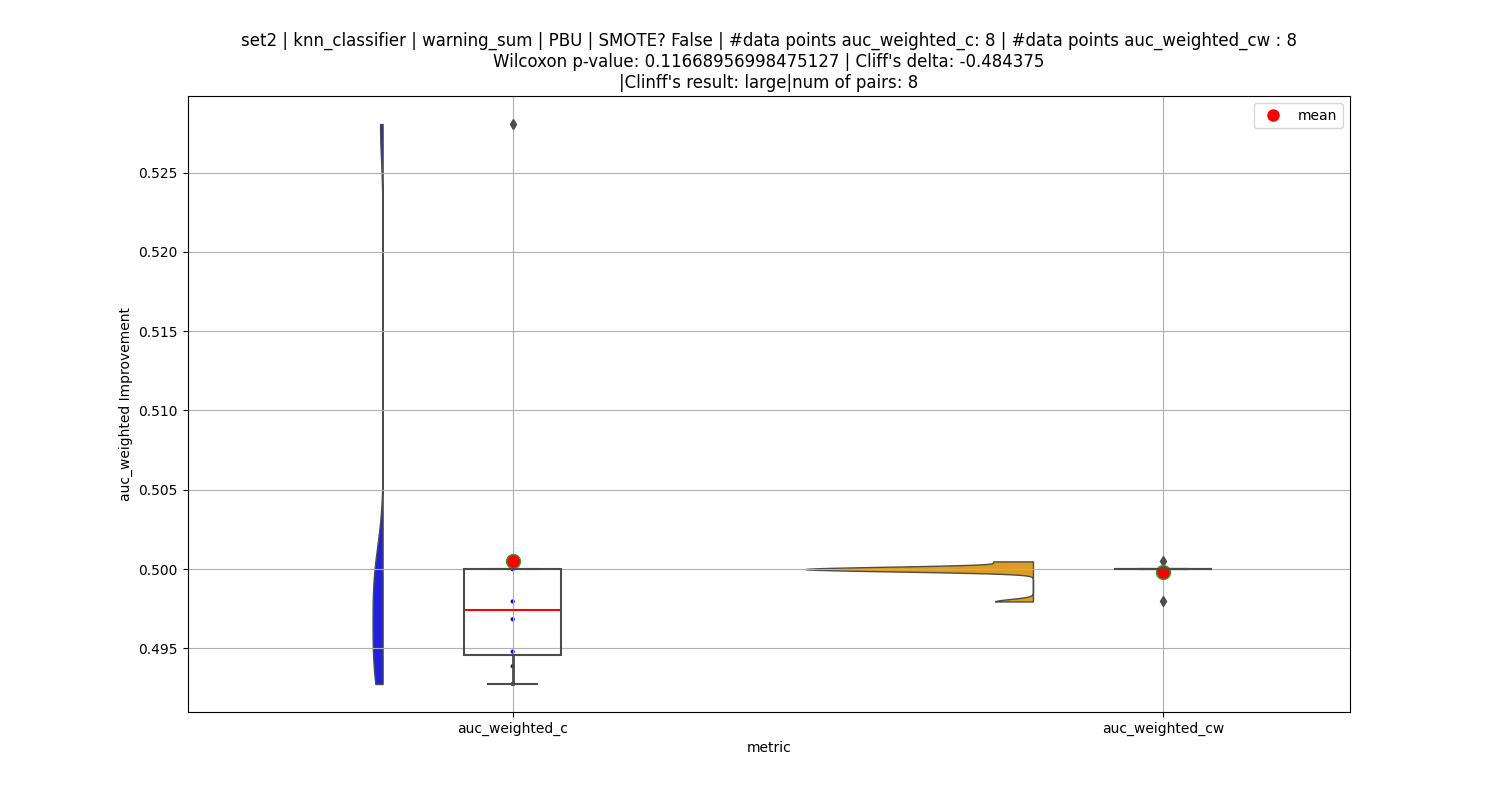 set2 | knn_classifier | warning_sum | PBU | SMOTE? False | #data points auc_weighted_c: 8 | #data points auc_weighted_cw : 8
Wilcoxon p-value: 0.11668956998475127 | Cliff's delta: -0.484375
|Clinff's result: large|num of pairs: 8
mean
0.525
0.520
0.515
0.510
0.505
0.500
0.495
auc_weighted Improvement
auc_weighted_c
auc_weighted_cw
metric